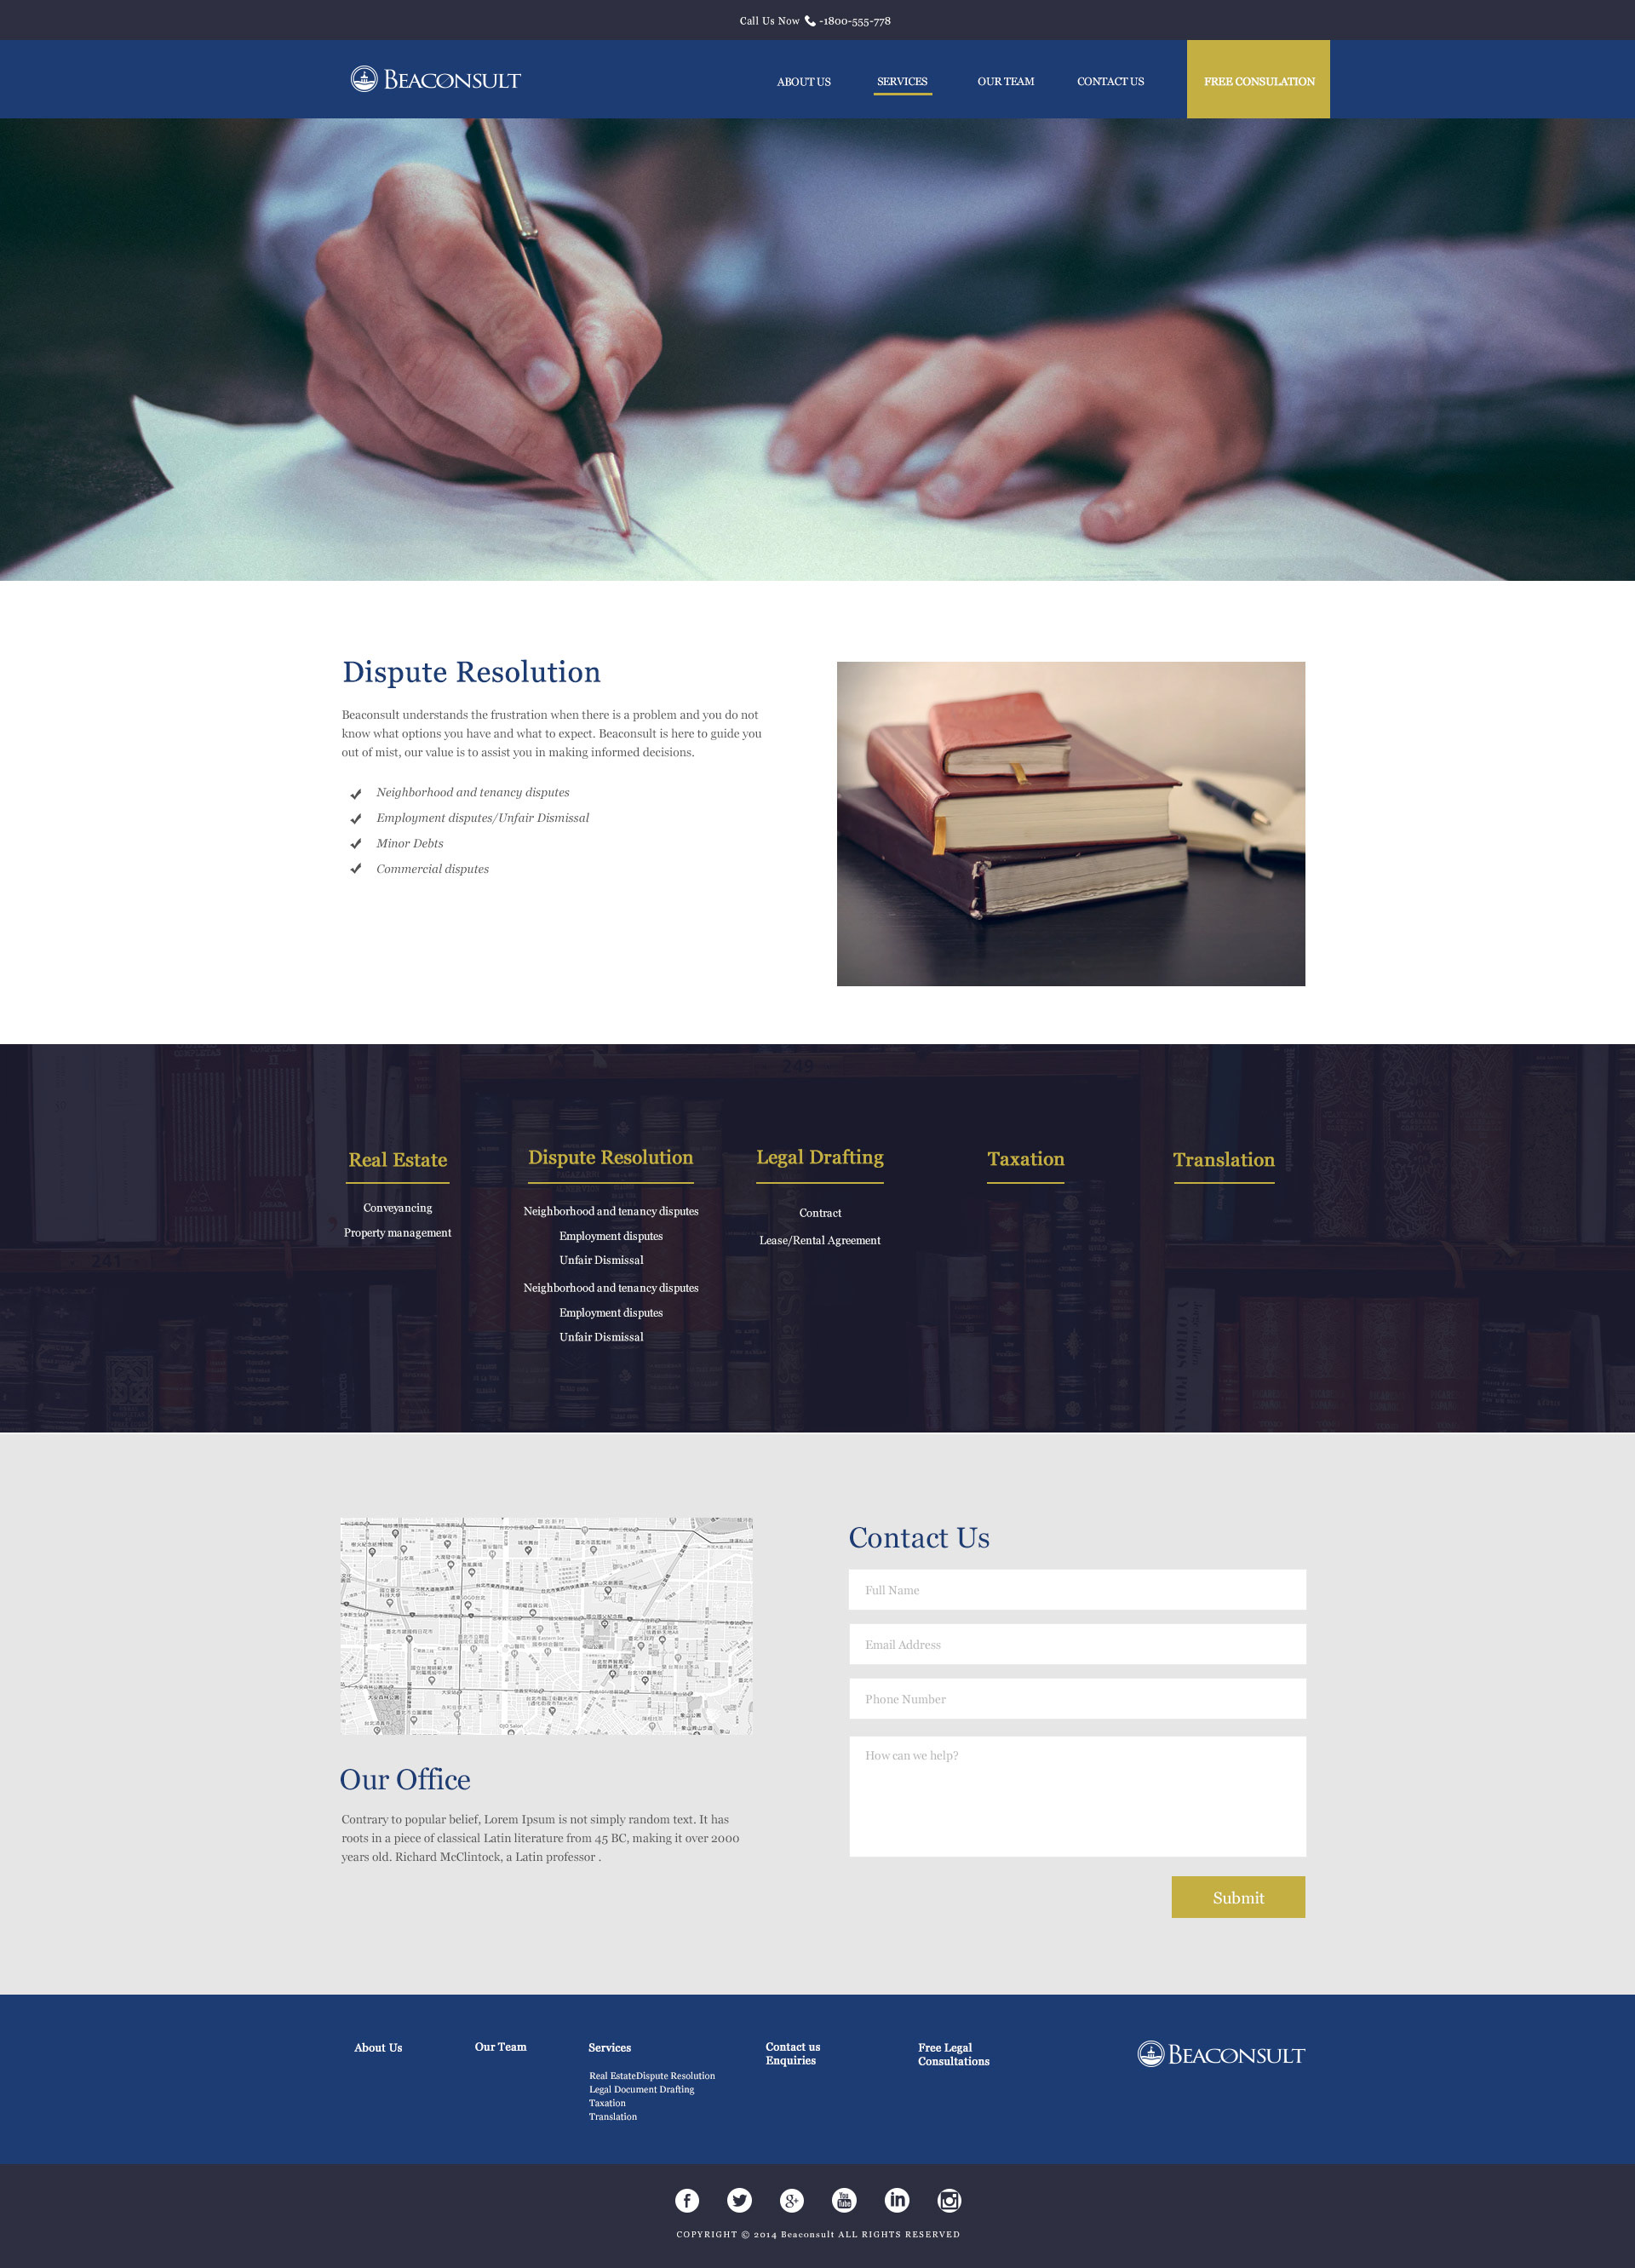 Call Us Now -1800-555-778
BEACONSULT
ABOUT US
SERVICES
OUR TEAM
CONTACT US
FREE CONSULATION
Dispute Resolution
Beaconsult understands the frustration when there is a problem and you do not
know what options you have and what to expect. Beaconsult is here to guide you
out of mist, our value is to assist you in making informed decisions.
Neighborhood and tenancy disputes
Employment disputes/Unfair Dismissal
Minor Debts
Commercial disputes
249
241
Real Estate
Conveyancing
Property management
Dispute Resolution
Neighborhood and tenancy disputes
Employment disputes
Unfair Dismissal
Neighborhood and tenancy disputes
Employment disputes
Unfair Dismissal
Legal Drafting
Contract
Lease/Rental Agreement
Taxation
Translation
Contact Us
Full Name
Email Address
Phone Number
How can we help?
Submit
Our Office
Contrary to popular belief, Lorem Ipsum is not simply random text. It has
roots in a piece of classical Latin literature from 45 BC, making it over 2000
years old. Richard McClintock, a Latin professor .
About Us
Our Team
Services
Real EstateDispute Resolution
Legal Document Drafting
Taxation
Translation
Contact us
Enquiries
Free Legal
Consultations
BEACONSULT
You
Tube
COPYRIGHT © 2014 Beaconsult ALL RIGHTS RESERVED